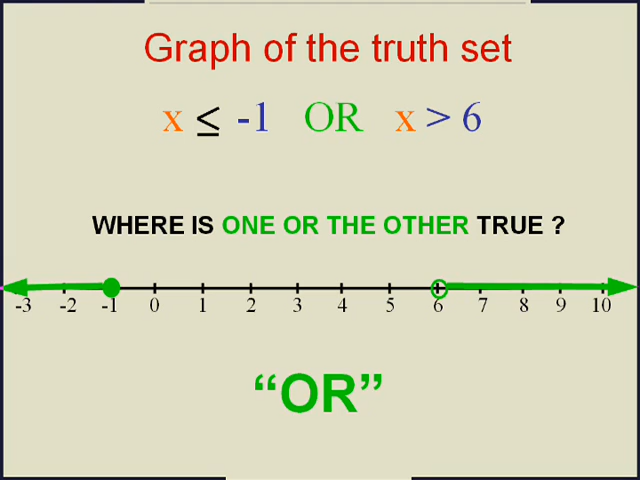 Graph of the truth set
x ≤ -1 OR x > 6
WHERE IS ONE OR THE OTHER TRUE ?
-3 -2 -1 0 1 2 3 4 5 6 7 8 9 10
“OR”